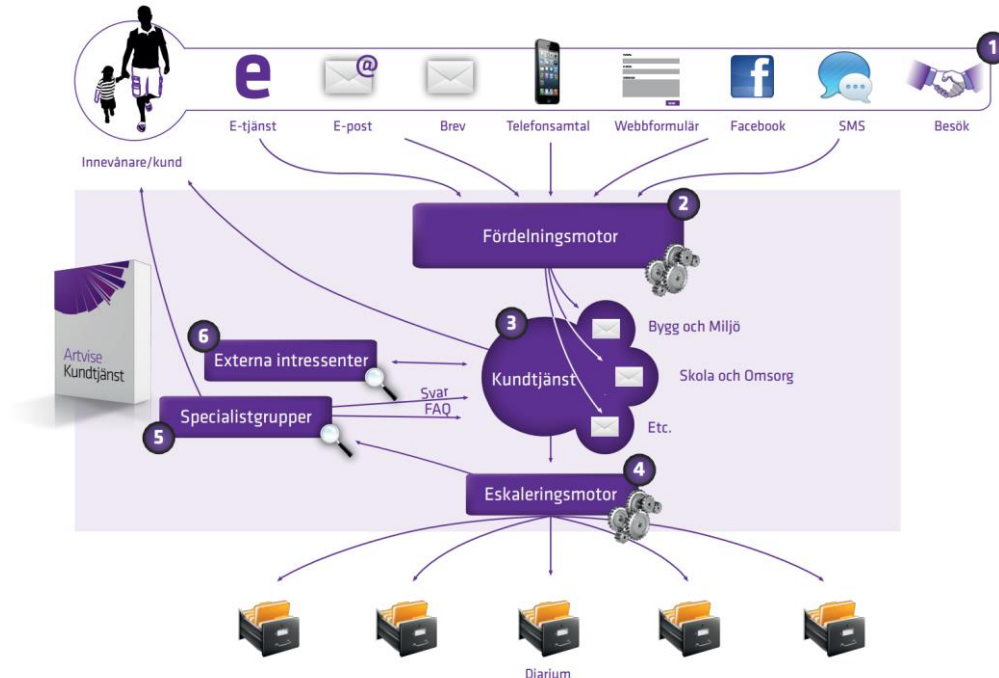 1
e
@
f
E-tjänst
E-post
Brev
Telefonsamtal
Webbformulär
Facebook
SMS
Besök
Innevånare/kund
2
Fördelningsmotor
3
Bygg och Miljö
6
Externa intressenter
Kundtjänst
Skola och Omsorg
Artvise
Kundtjänst
Svar
FAQ
5
Specialistgrupper
Etc.
4
Eskaleringsmotor
Diarium